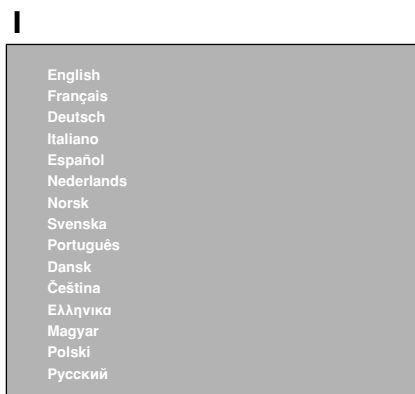 I
English
Français
Deutsch
Italiano
Español
Nederlands
Norsk
Svenska
Português
Dansk
Čeština
Ελληνικα
Magyar
Polski
Русский